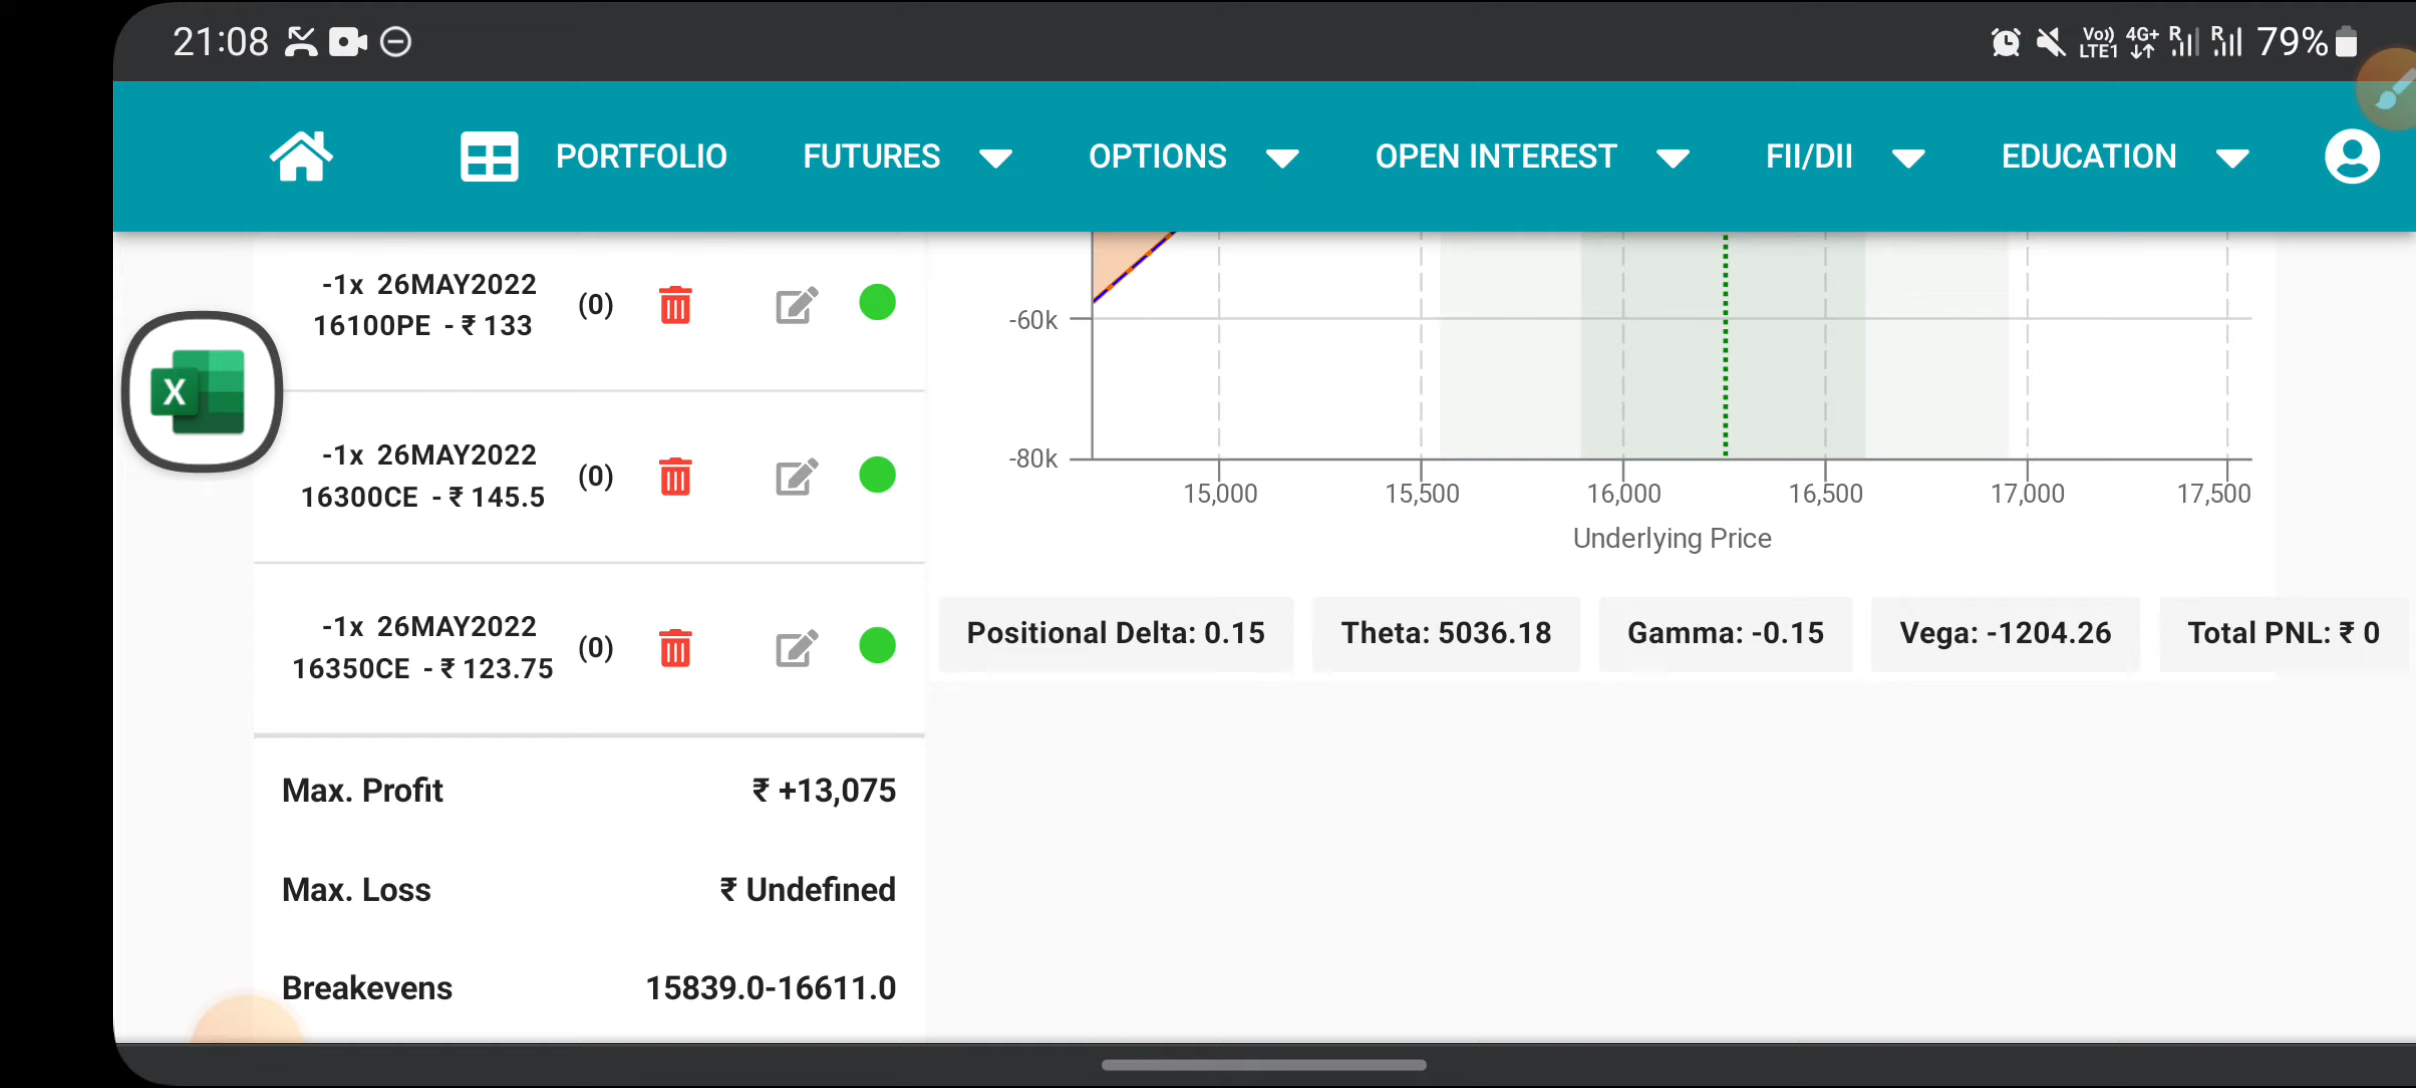 21:08 Vo)) LTE1 4G+ R R 79%
PORTFOLIO FUTURES OPTIONS OPEN INTEREST FII/DII EDUCATION
-1x 26MAY2022
16100PE - ₹ 133
(0)
X
-1x 26MAY2022
16300CE - ₹ 145.5
(0)
-1x 26MAY2022
16350CE - ₹ 123.75
(0)
Max. Profit ₹ +13,075
Max. Loss ₹ Undefined
Breakevens 15839.0-16611.0
-60k
-80k
15,000 15,500 16,000 16,500 17,000 17,500
Underlying Price
Positional Delta: 0.15 Theta: 5036.18 Gamma: -0.15 Vega: -1204.26 Total PNL: ₹ 0